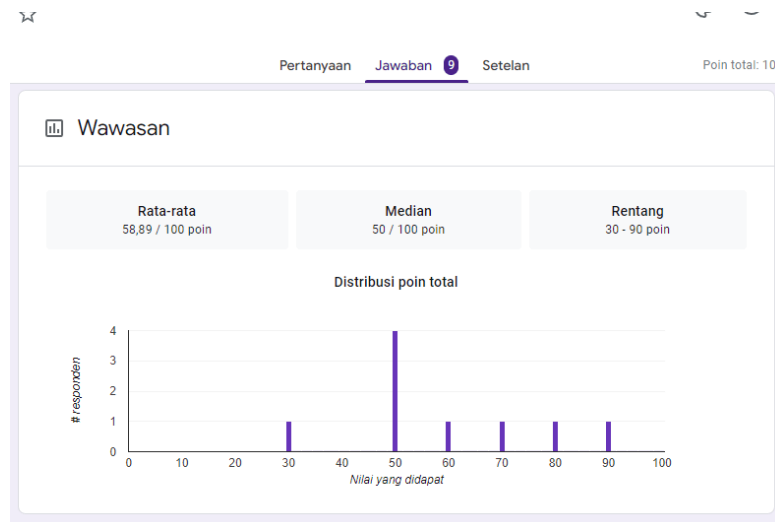 Pertanyaan Jawaban 9 Setelan
Poin total: 10
Wawasan
Rata-rata
58,89 / 100 poin
Median
50 / 100 poin
Rentang
30 - 90 poin
Distribusi poin total
# responden
4
3
2
1
0
0 10 20 30 40 50 60 70 80 90 100
Nilai yang didapat